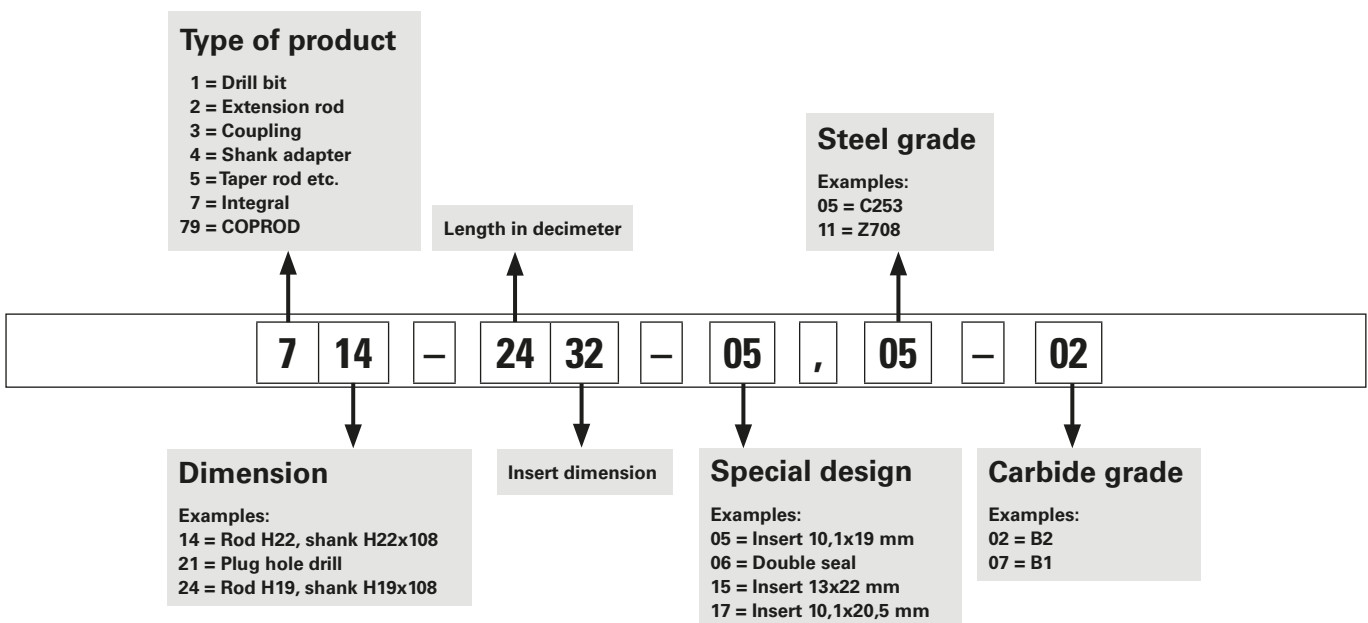 Type of product
1 = Drill bit
2 = Extension rod
3 = Coupling
4 = Shank adapter
5 = Taper rod etc.
7 = Integral
79 = COPROD
Length in decimeter
Steel grade
Examples:
05 = C253
11 = Z708
7 14 – 24 32 – 05 , 05 – 02
Dimension
Examples:
14 = Rod H22, shank H22x108
21 = Plug hole drill
24 = Rod H19, shank H19x108
Insert dimension
Special design
Examples:
05 = Insert 10,1x19 mm
06 = Double seal
15 = Insert 13x22 mm
17 = Insert 10,1x20,5 mm
Carbide grade
Examples:
02 = B2
07 = B1